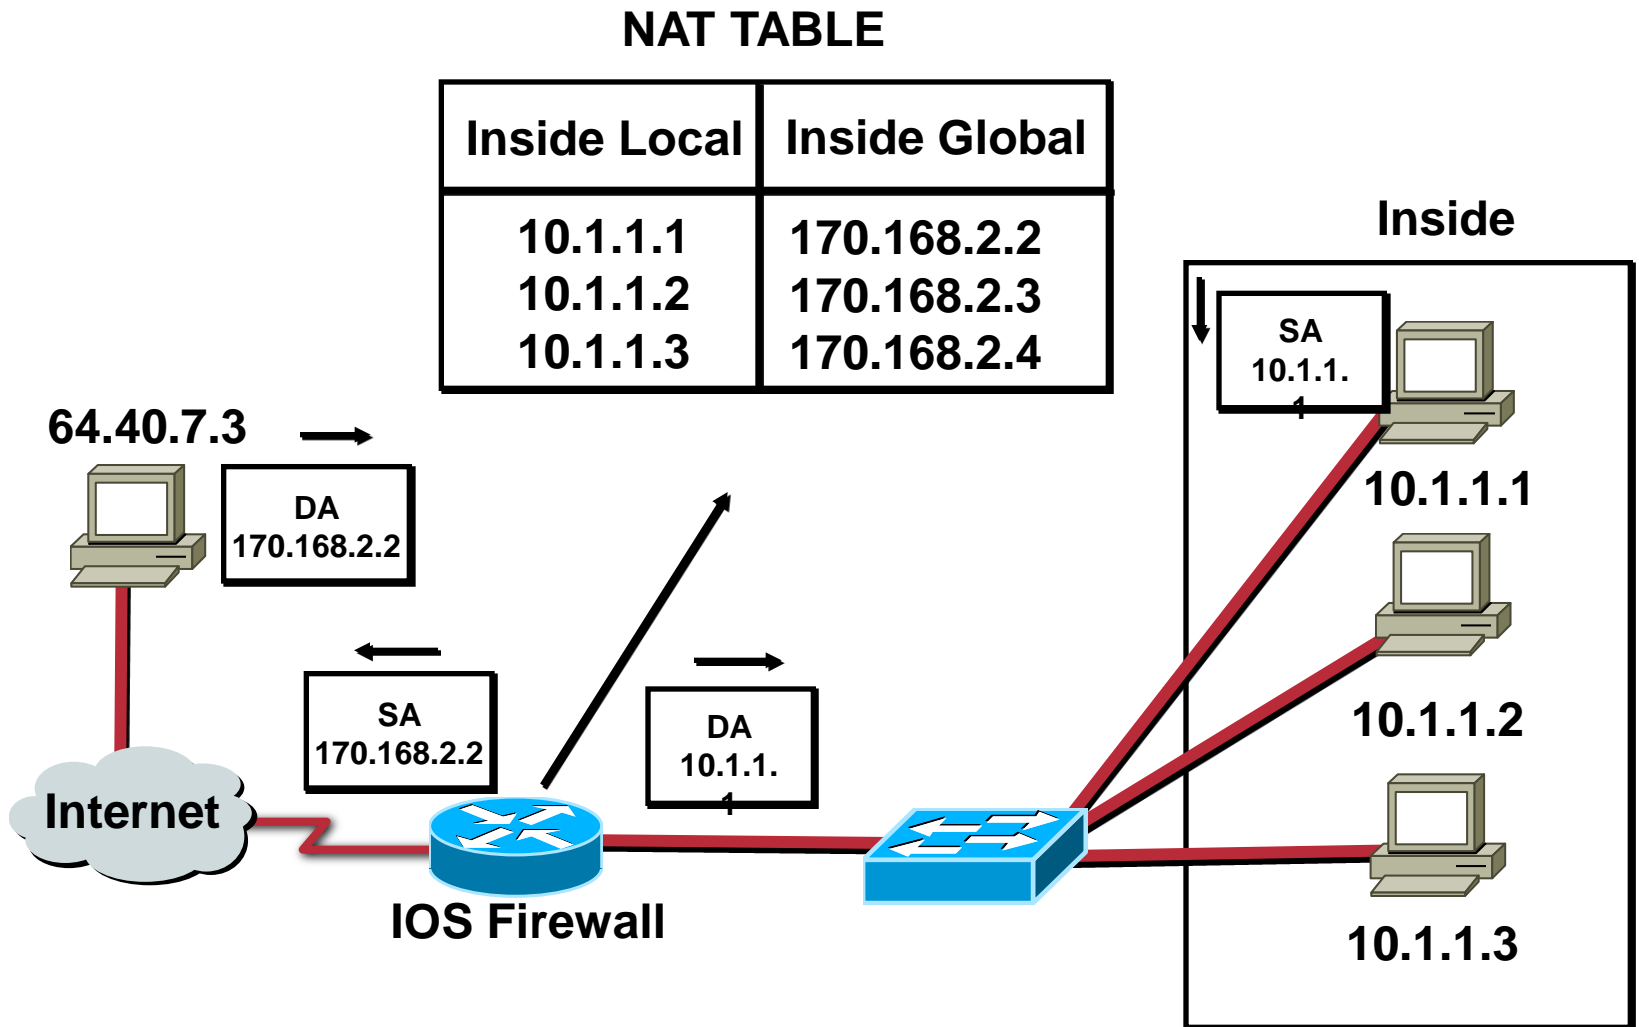 NAT TABLE
Inside Local
Inside Global
10.1.1.1
170.168.2.2
10.1.1.2
170.168.2.3
10.1.1.3
170.168.2.4
Inside
SA
10.1.1.
1
10.1.1.1
64.40.7.3
DA
170.168.2.2
SA
170.168.2.2
DA
10.1.1.
1
10.1.1.2
Internet
IOS Firewall
10.1.1.3